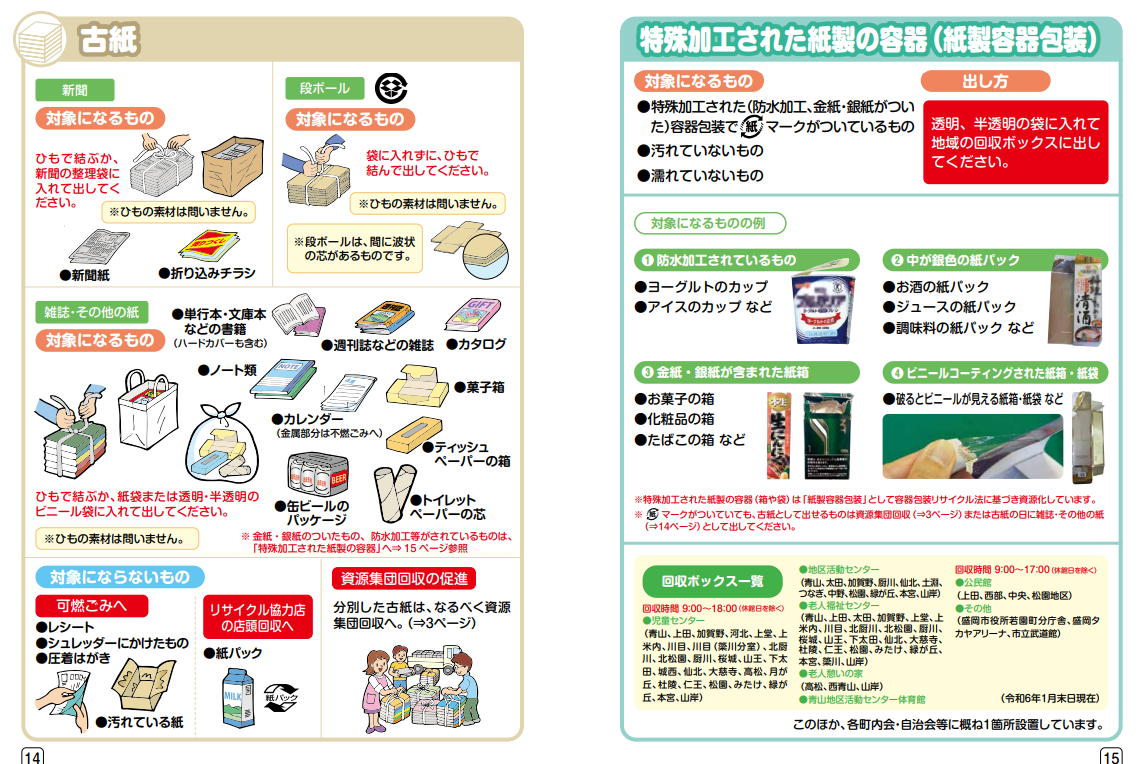 古紙
新聞
対象になるもの
ひもで結ぶか、
新聞の整理袋に
入れて出してく
ださい。
※ひもの素材は問いません。
●新聞紙
●折り込みチラシ
段ボール
対象になるもの
袋に入れずに、ひもで
結んで出してください。
※ひもの素材は問いません。
※段ボールは、間に波状
の芯があるものです。
雑誌・その他の紙
対象になるもの
●単行本・文庫本
などの書籍
（ハードカバーも含む）
●週刊誌などの雑誌
●カタログ
GIFT
●ノート類
NOTE
●カレンダー
（金属部分は不燃ごみへ）
●菓子箱
●ティッシュ
ペーパーの箱
BEER
BEER
BEER
●缶ビールの
パッケージ
●トイレット
ペーパーの芯
ひもで結ぶか、紙袋または透明・半透明の
ビニール袋に入れて出してください。
※ひもの素材は問いません。
※ 金紙・銀紙のついたもの、防水加工等がされているものは、
「特殊加工された紙製の容器」へ⇒ 15 ページ参照
対象にならないもの
可燃ごみへ
●レシート
●シュレッダーにかけたもの
●圧着はがき
●汚れている紙
リサイクル協力店
の店頭回収へ
●紙パック
MILK
紙パック
資源集団回収の促進
分別した古紙は、なるべく資源
集団回収へ。（⇒3ページ）
14
特殊加工された紙製の容器（紙製容器包装）
対象になるもの
●特殊加工された（防水加工、金紙・銀紙がつい
た）容器包装で 紙 マークがついているもの
●汚れていないもの
●濡れていないもの
出し方
透明、半透明の袋に入れて
地域の回収ボックスに出し
てください。
対象になるものの例
❶防水加工されているもの
●ヨーグルトのカップ
●アイスのカップ など
❷中が銀色の紙パック
●お酒の紙パック
●ジュースの紙パック
●調味料の紙パック など
清酒
❸金紙・銀紙が含まれた紙箱
●お菓子の箱
●化粧品の箱
●たばこの箱 など
❹ビニールコーティングされた紙箱・紙袋
●破るとビニールが見える紙箱・紙袋 など
※特殊加工された紙製の容器（箱や袋）は「紙製容器包装」として容器包装リサイクル法に基づき資源化しています。
※ 紙 マークがついていても、古紙として出せるものは資源集団回収（⇒3ページ）または古紙の日に雑誌・その他の紙
（⇒14ページ）として出してください。
回収ボックス一覧
回収時間 9:00〜18:00（休館日を除く）
●児童センター
（青山、上田、加賀野、河北、上堂、上
米内、川目、川目（簗川分室）、北厨
川、北松園、厨川、桜城、山王、下太
田、城西、仙北、大慈寺、高松、月が
丘、杜陵、仁王、松園、みたけ、緑が
丘、本宮、山岸）
●地区活動センター
（青山、太田、加賀野、厨川、仙北、土淵、
つなぎ、中野、松園、緑が丘、本宮、山岸）
●老人福祉センター
（青山、上田、太田、加賀野、上堂、上
米内、川目、北厨川、北松園、厨川、
桜城、山王、下太田、仙北、大慈寺、
杜陵、仁王、松園、みたけ、緑が丘、
本宮、簗川、山岸）
●老人憩いの家
（高松、西青山、山岸）
●青山地区活動センター体育館
回収時間 9:00〜17:00（休館日を除く）
●公民館
（上田、西部、中央、松園地区）
●その他
（盛岡市役所若園町分庁舎、盛岡タ
カヤアリーナ、市立武道館）
（令和6年1月末日現在）
このほか、各町内会・自治会等に概ね1箇所設置しています。
15